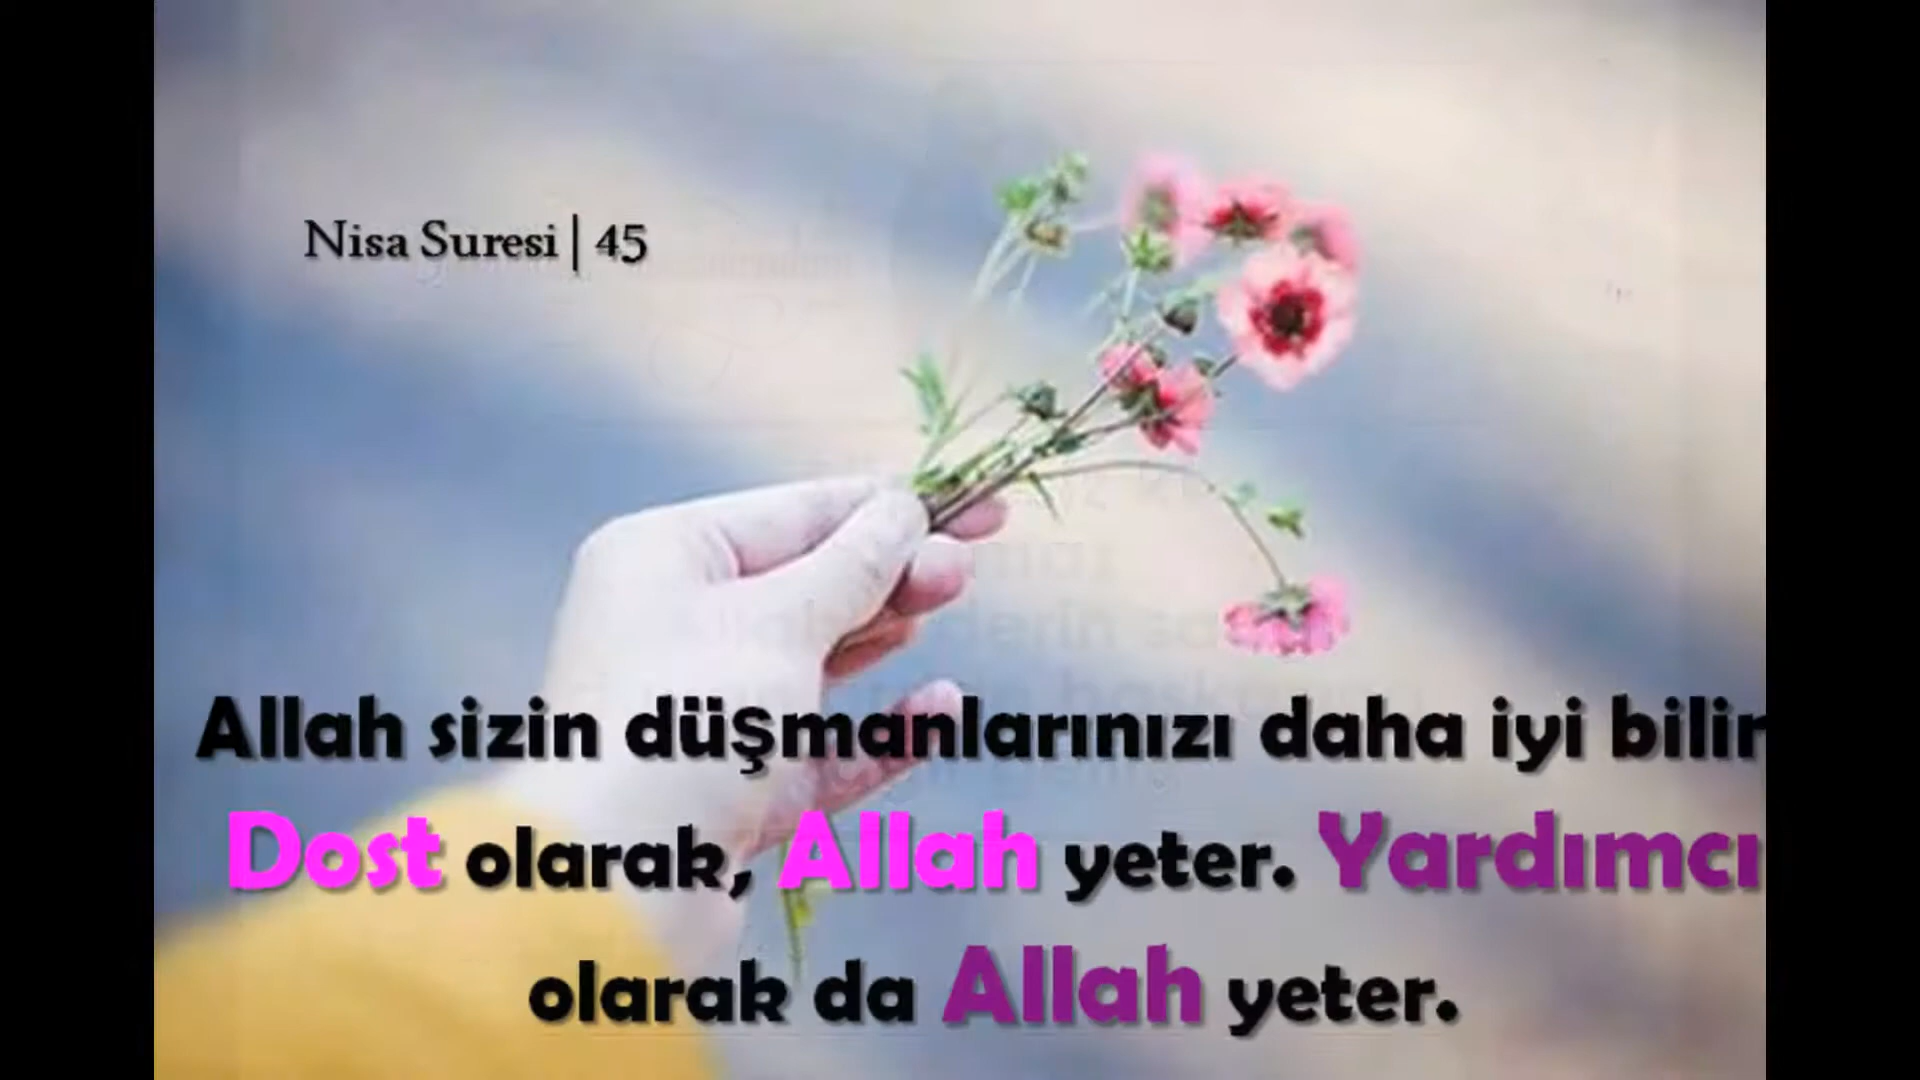 Nisa Suresi | 45
Allah sizin düşmanlarınızı daha iyi bilir
Dost olarak, Allah yeter. Yardımcı
olarak da Allah yeter.